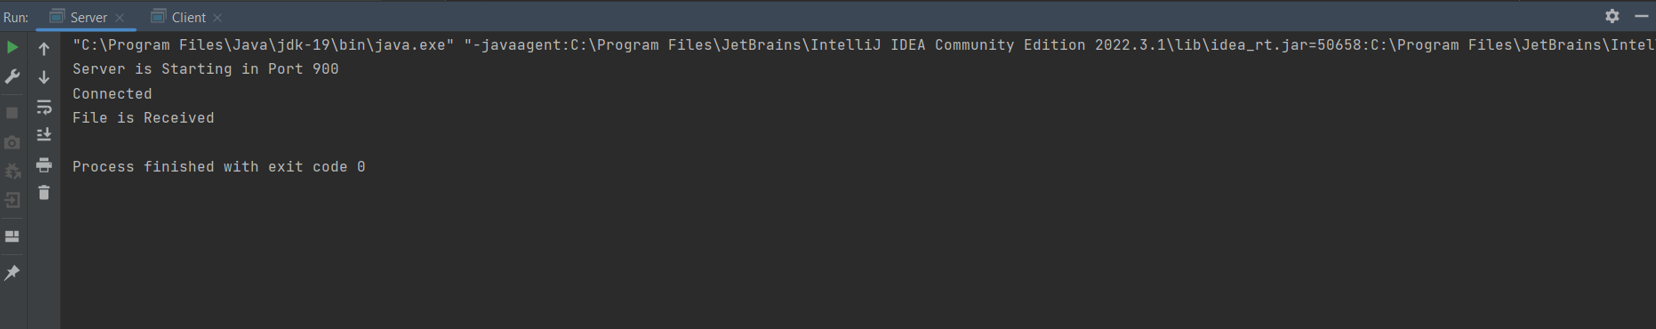 Run: Server Client
"C:\Program Files\Java\jdk-19\bin\java.exe" "-javaagent:C:\Program Files\JetBrains\IntelliJ IDEA Community Edition 2022.3.1\lib\idea_rt.jar=50658:C:\Program Files\JetBrains\Intel
Server is Starting in Port 900
Connected
File is Received
Process finished with exit code 0